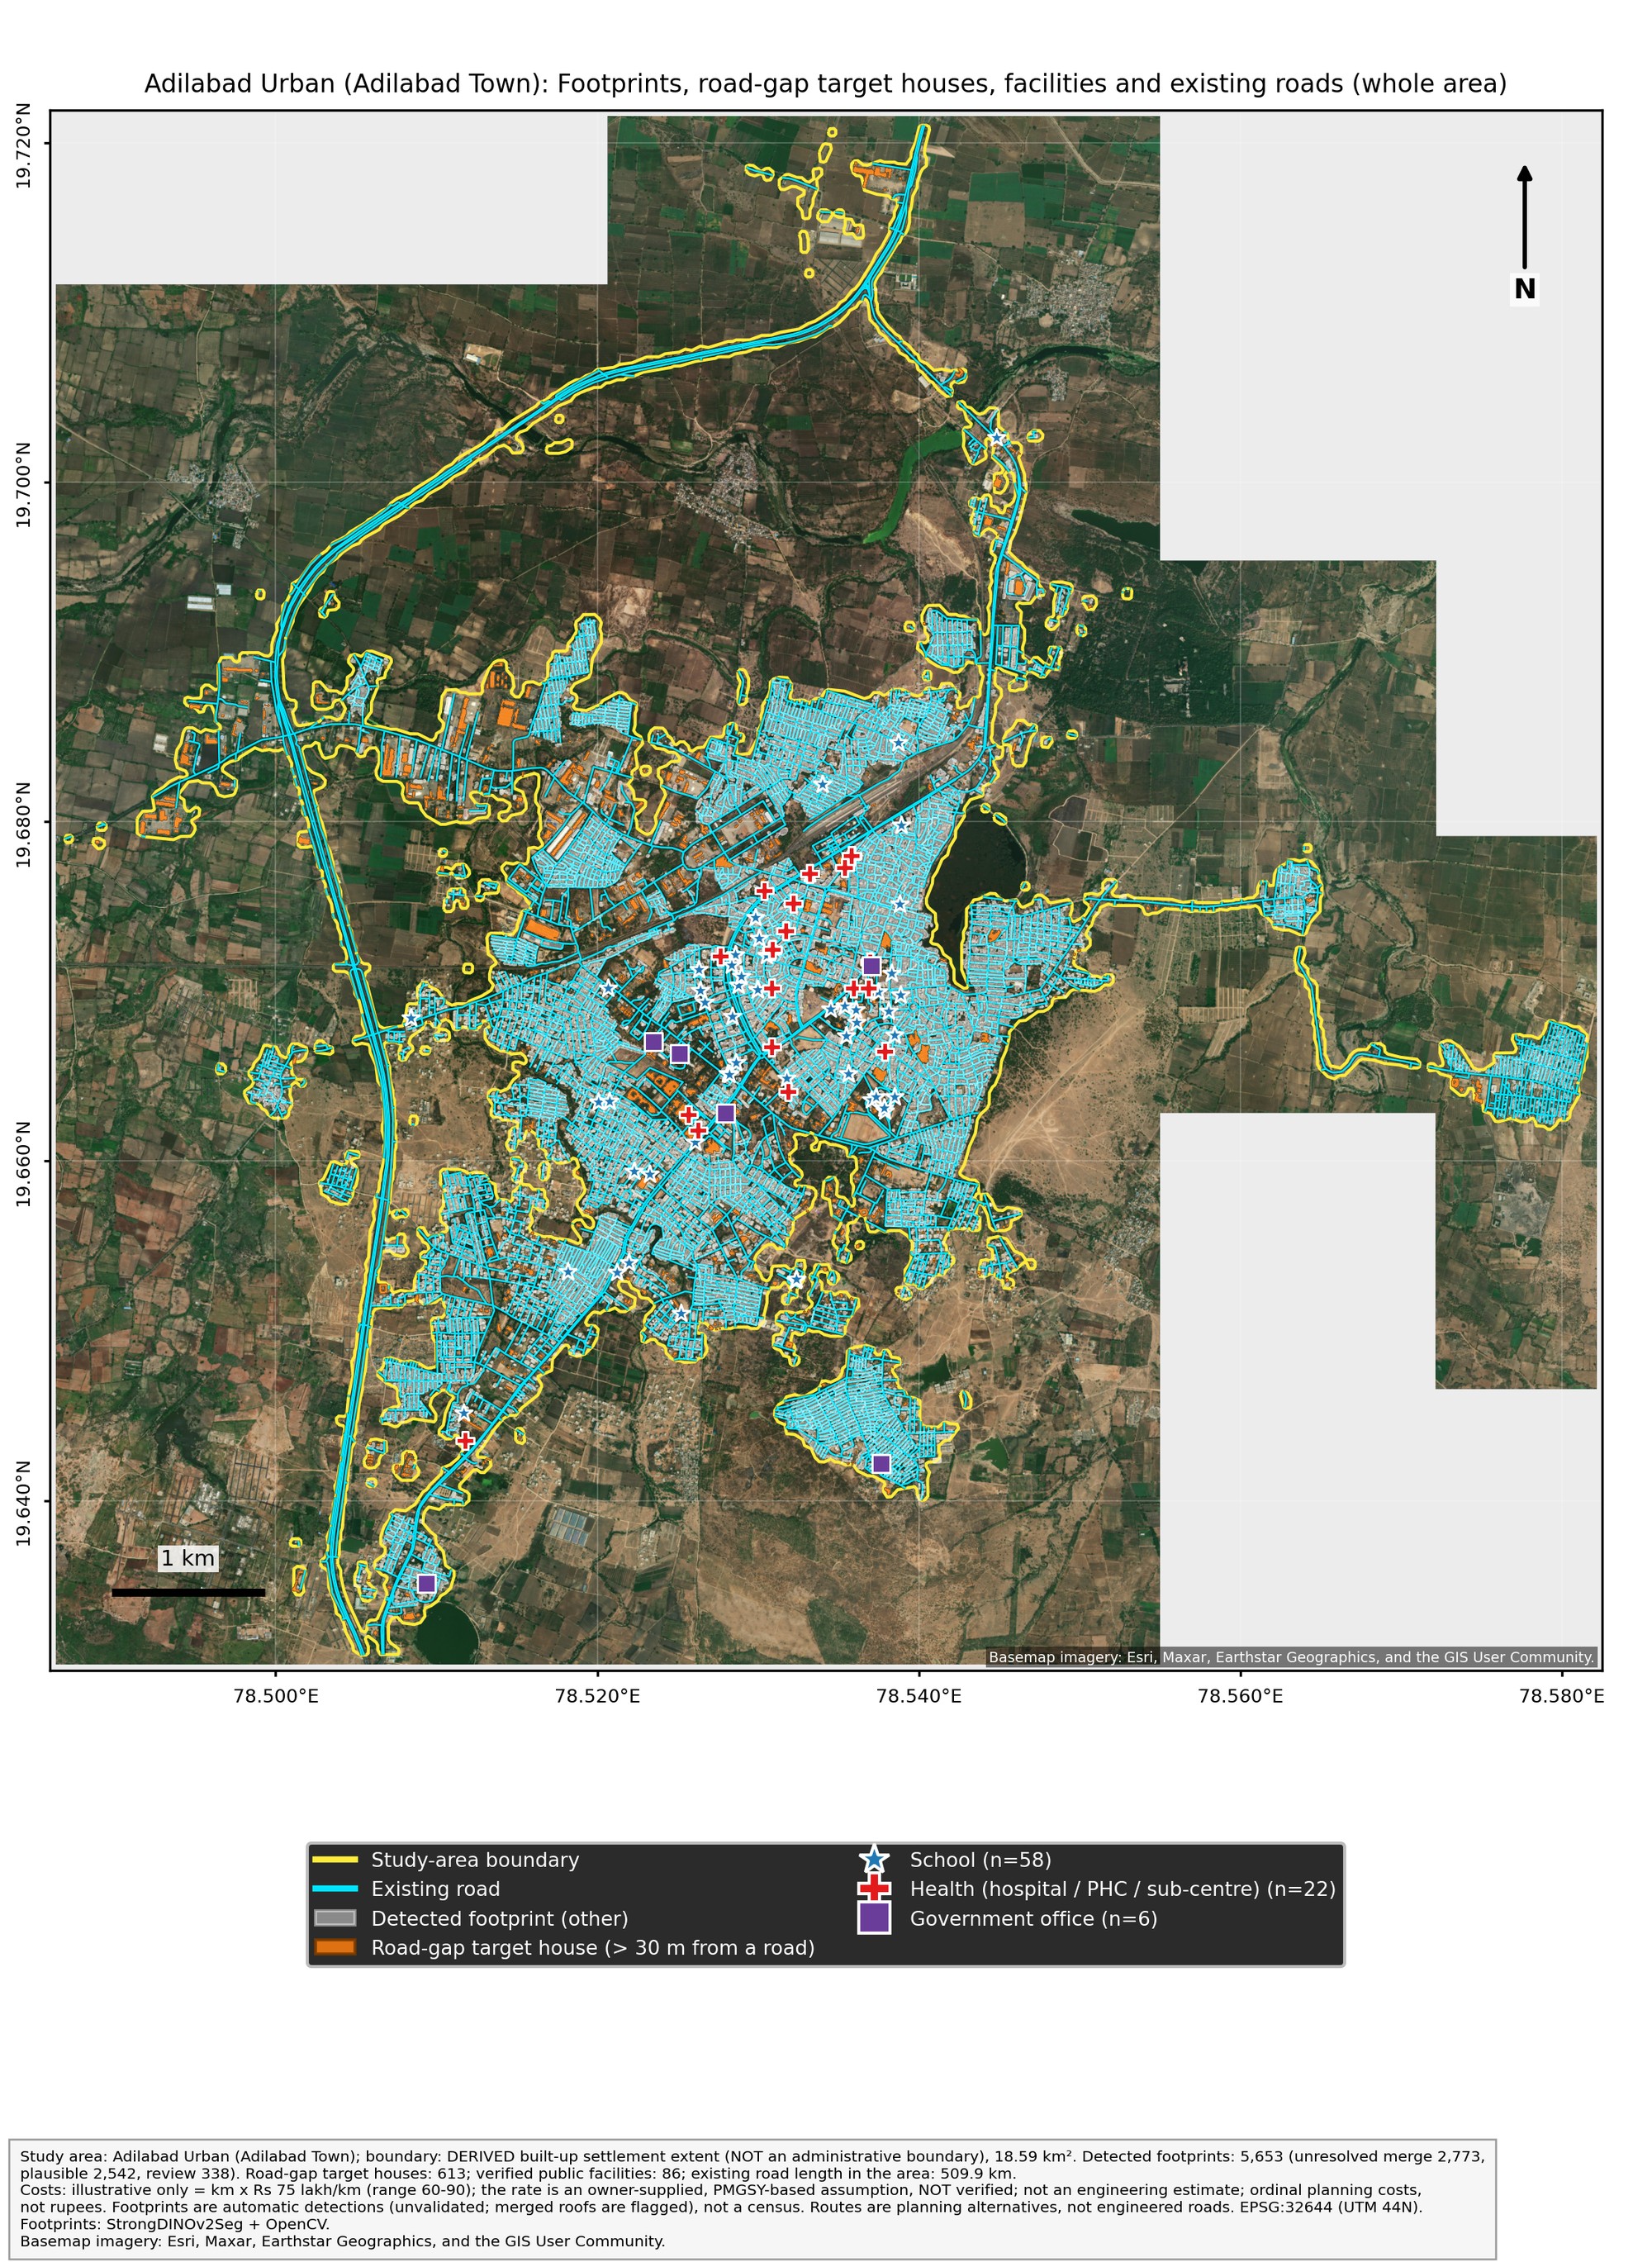 Adilabad Urban (Adilabad Town): Footprints, road-gap target houses, facilities and existing roads (whole area)
19.720°N
19.700°N
19.680°N
19.660°N
19.640°N
N
1 km
Basemap imagery: Esri, Maxar, Earthstar Geographics, and the GIS User Community.
78.500°E
78.520°E
78.540°E
78.560°E
78.580°E
Study-area boundary
Existing road
Detected footprint (other)
Road-gap target house (> 30 m from a road)
School (n=58)
Health (hospital / PHC / sub-centre) (n=22)
Government office (n=6)
Study area: Adilabad Urban (Adilabad Town); boundary: DERIVED built-up settlement extent (NOT an administrative boundary), 18.59 km². Detected footprints: 5,653 (unresolved merge 2,773,
plausible 2,542, review 338). Road-gap target houses: 613; verified public facilities: 86; existing road length in the area: 509.9 km.
Costs: illustrative only = km x Rs 75 lakh/km (range 60-90); the rate is an owner-supplied, PMGSY-based assumption, NOT verified; not an engineering estimate; ordinal planning costs,
not rupees. Footprints are automatic detections (unvalidated; merged roofs are flagged), not a census. Routes are planning alternatives, not engineered roads. EPSG:32644 (UTM 44N).
Footprints: StrongDINOv2Seg + OpenCV.
Basemap imagery: Esri, Maxar, Earthstar Geographics, and the GIS User Community.